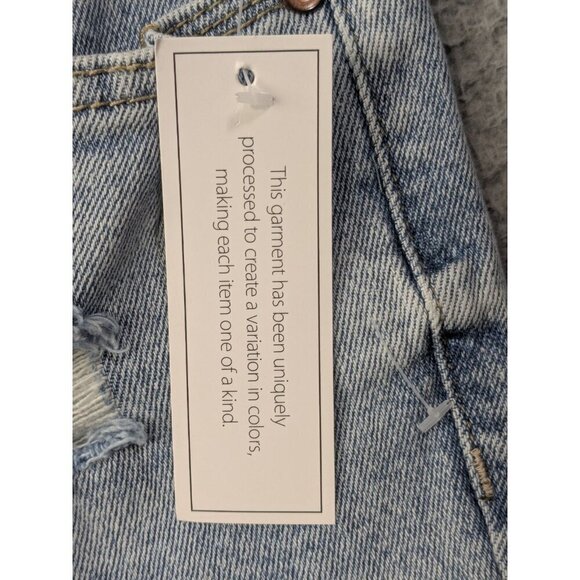 This garment has been uniquely
processed to create a variation in colors,
making each item one of a kind.